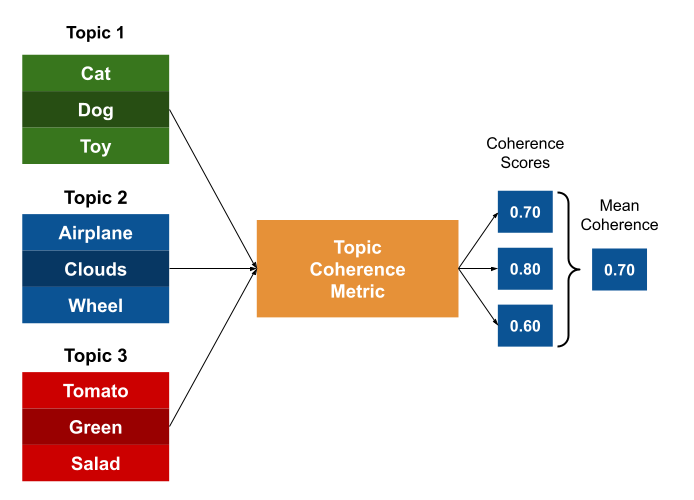 Topic 1
Cat
Dog
Toy
Topic 2
Airplane
Clouds
Wheel
Topic 3
Tomato
Green
Salad
Topic
Coherence
Metric
Coherence
Scores
0.70
0.80
0.60
Mean
Coherence
0.70